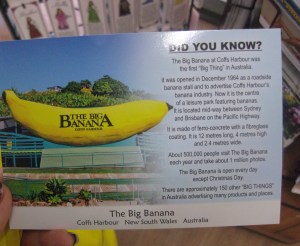 DID YOU KNOW?
The Big Banana at Coffs Harbour was
the first "Big Thing" in Australia.
It was opened in December 1964 as a roadside
banana stall and to advertise Coffs Harbour's
banana industry. Now it is the centre
of a leisure park featuring bananas.
It is located mid-way between Sydney
and Brisbane on the Pacific Highway.
It is made of ferro-concrete with a fibreglass
coating. It is 12 metres long, 4 metres high
and 2.4 metres wide.
About 500,000 people visit The Big Banana
each year and take about 1 million photos.
The Big Banana is open every day
except Christmas Day.
There are approximately 150 other "BIG THINGS"
in Australia advertising many products and places.
THE BIG
BANANA
COFFS HARBOUR
The Big Banana
Coffs Harbour New South Wales Australia